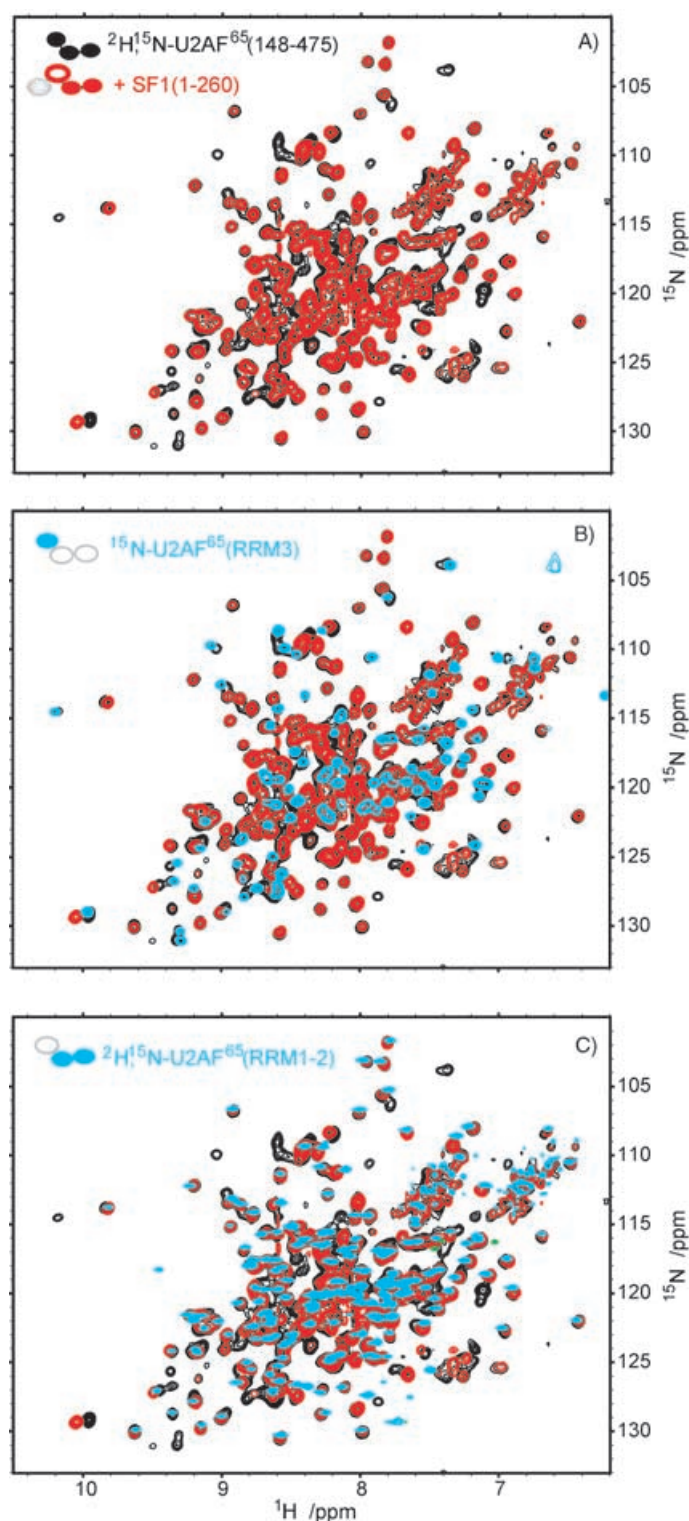 ²H,¹⁵N-U2AF⁶⁵(148-475)
A)
+ SF1(1-260)
105
110
115
120
125
130
¹⁵N /ppm
¹⁵N-U2AF⁶⁵(RRM3)
B)
105
110
115
120
125
130
¹⁵N /ppm
²H,¹⁵N-U2AF⁶⁵(RRM1-2)
C)
105
110
115
120
125
130
¹⁵N /ppm
10 9 8 7
¹H /ppm